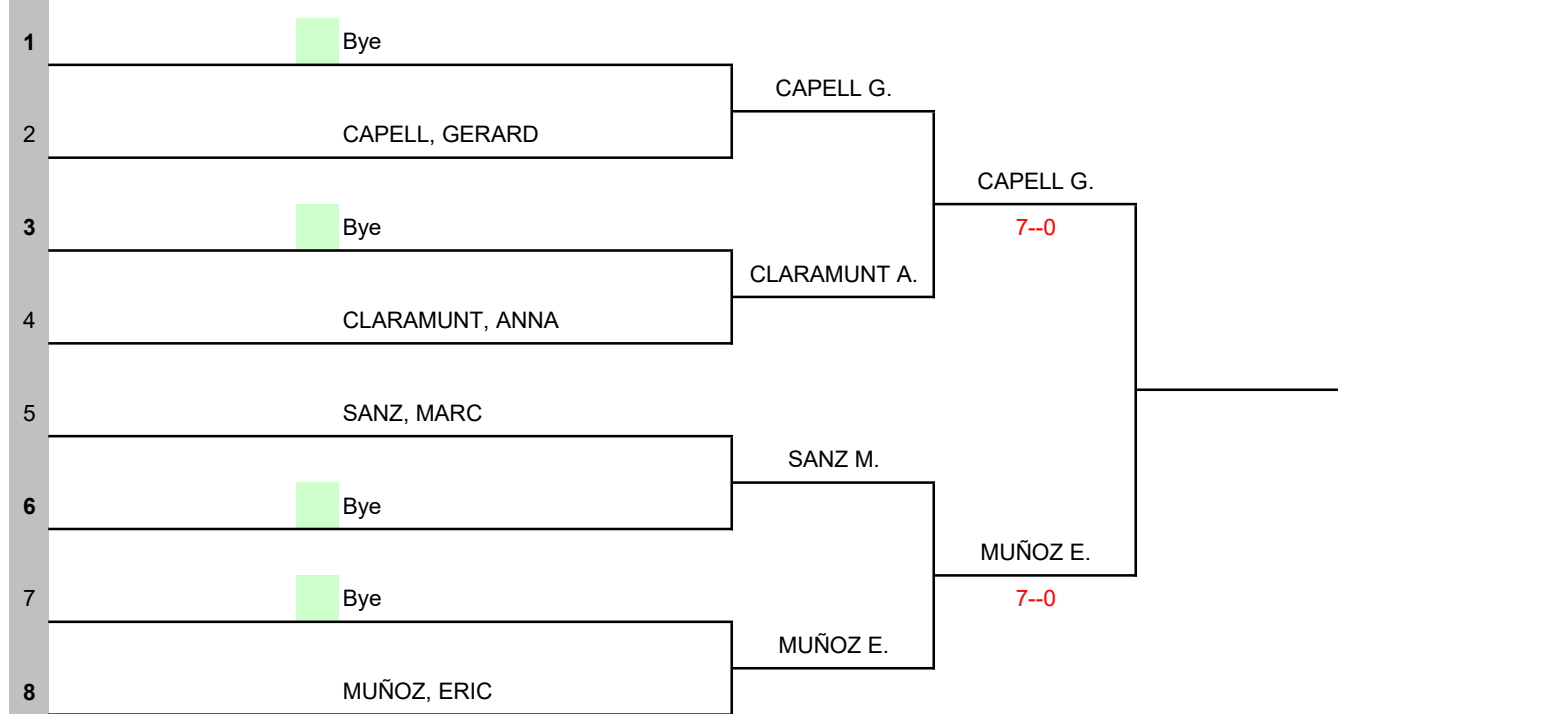 1 Bye
CAPELL G.
2 CAPELL, GERARD
CAPELL G.
3 Bye
7--0
CLARAMUNT A.
4 CLARAMUNT, ANNA
5 SANZ, MARC
SANZ M.
6 Bye
MUÑOZ E.
7 Bye
7--0
MUÑOZ E.
8 MUÑOZ, ERIC